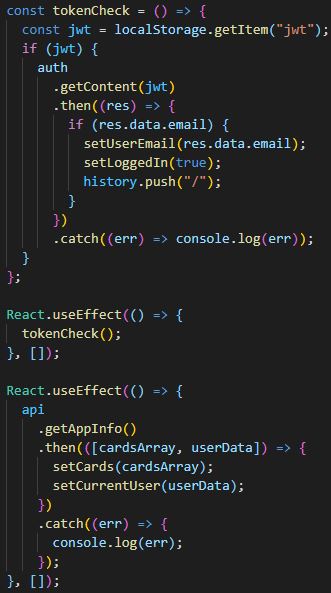 const tokenCheck = () => {
  const jwt = localStorage.getItem("jwt");
  if (jwt) {
    auth
      .getContent(jwt)
      .then((res) => {
        if (res.data.email) {
          setUserEmail(res.data.email);
          setLoggedIn(true);
          history.push("/");
        }
      })
      .catch((err) => console.log(err));
  }
};

React.useEffect(() => {
  tokenCheck();
}, []);

React.useEffect(() => {
  api
    .getAppInfo()
    .then(([cardsArray, userData]) => {
      setCards(cardsArray);
      setCurrentUser(userData);
    })
    .catch((err) => {
      console.log(err);
    });
}, []);